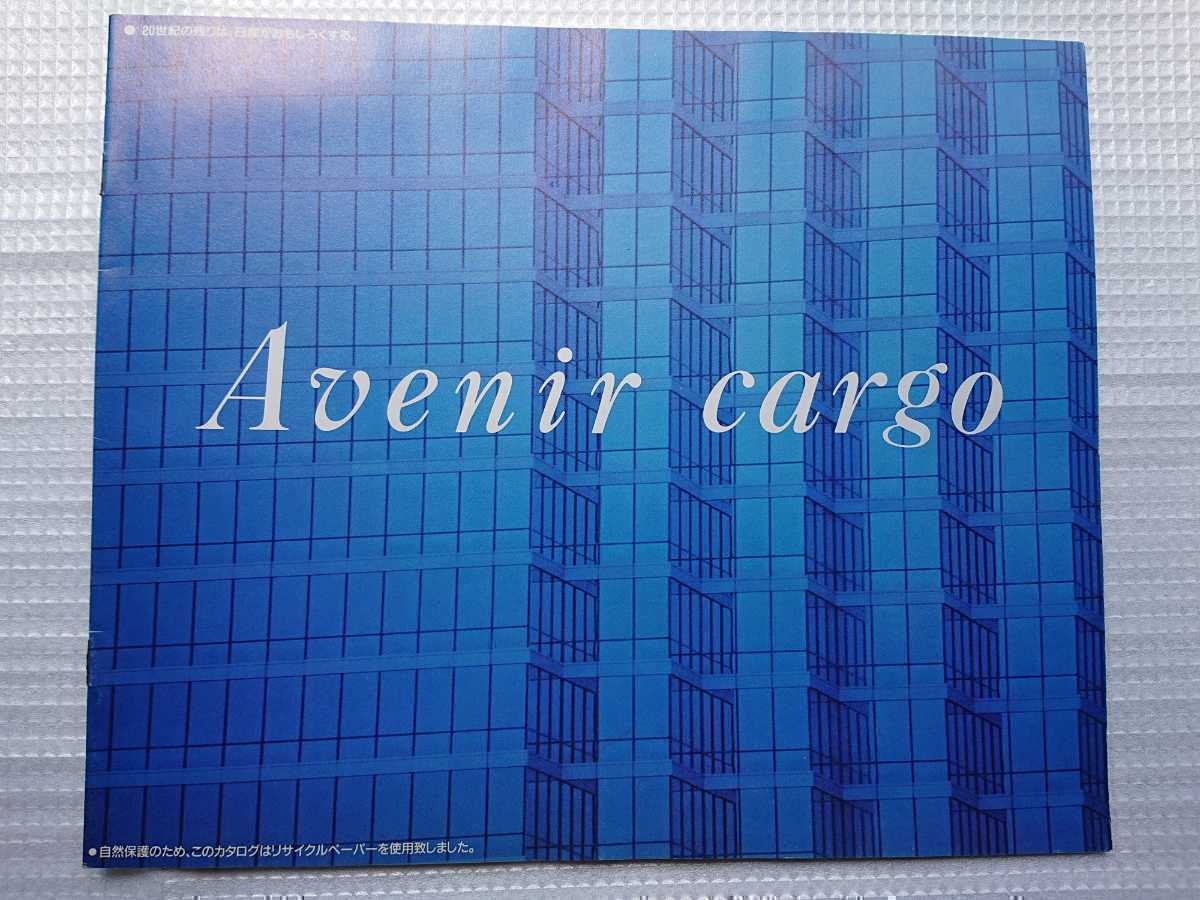 ● 20世紀の残りは、日産がおもしろくする。
Avenir cargo
●自然保護のため、このカタログはリサイクルペーパーを使用致しました。